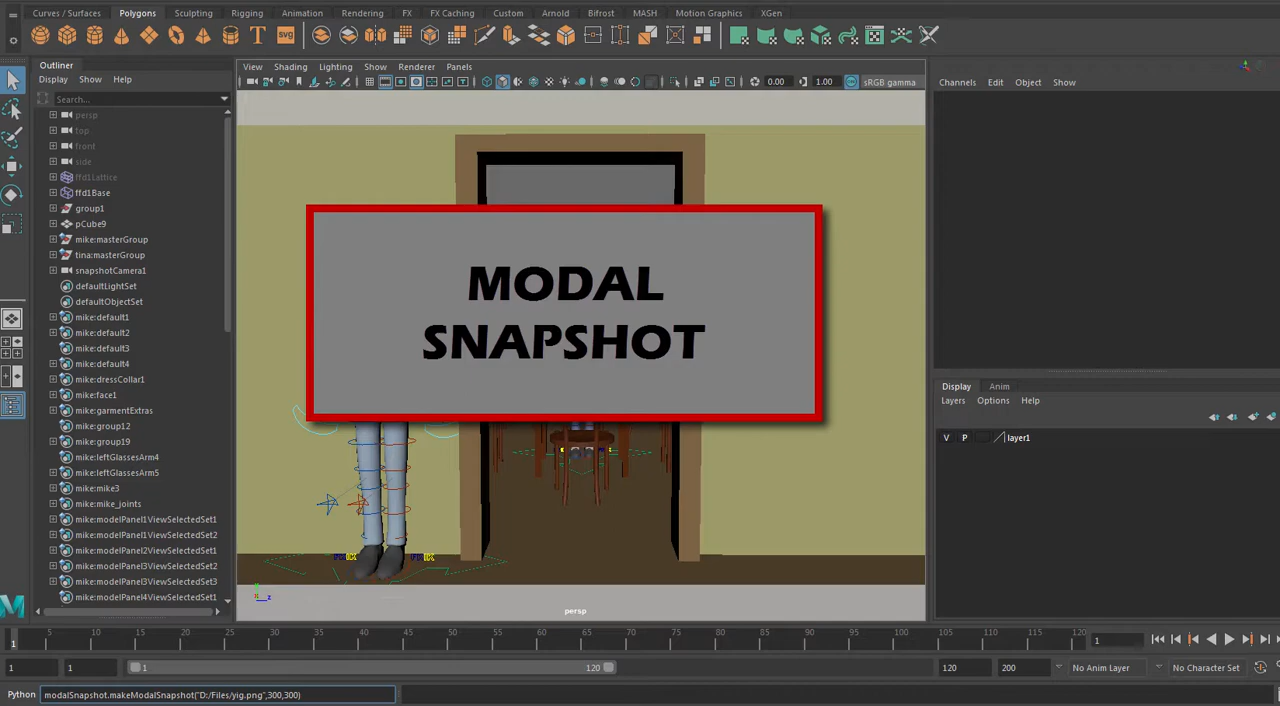 Curves / Surfaces Polygons Sculpting Rigging Animation Rendering FX FX Caching Custom Arnold Bifrost MASH Motion Graphics XGen
T svg
Outliner
Display Show Help
Search...
persp
top
front
side
ffd1Lattice
ffd1Base
group1
pCube9
mike:masterGroup
tina:masterGroup
snapshotCamera1
defaultLightSet
defaultObjectSet
mike:default1
mike:default2
mike:default3
mike:default4
mike:dressCollar1
mike:face1
mike:garmentExtras
mike:group12
mike:group19
mike:leftGlassesArm4
mike:leftGlassesArm5
mike:mike3
mike:mike_joints
mike:modelPanel1ViewSelectedSet1
mike:modelPanel1ViewSelectedSet2
mike:modelPanel2ViewSelectedSet1
mike:modelPanel3ViewSelectedSet2
mike:modelPanel3ViewSelectedSet3
mike:modelPanel4ViewSelectedSet1
View Shading Lighting Show Renderer Panels
0.00 1.00 sRGB gamma
MODAL
SNAPSHOT
persp
Channels Edit Object Show
Display Anim
Layers Options Help
V P layer1
5 10 15 20 25 30 35 40 45 50 55 60 65 70 75 80 85 90 95 100 105 110 115 120
1 1
1 1 1 120 120 200 No Anim Layer No Character Set
Python modalSnapshot.makeModalSnapshot("D:/Files/yig.png",300,300)